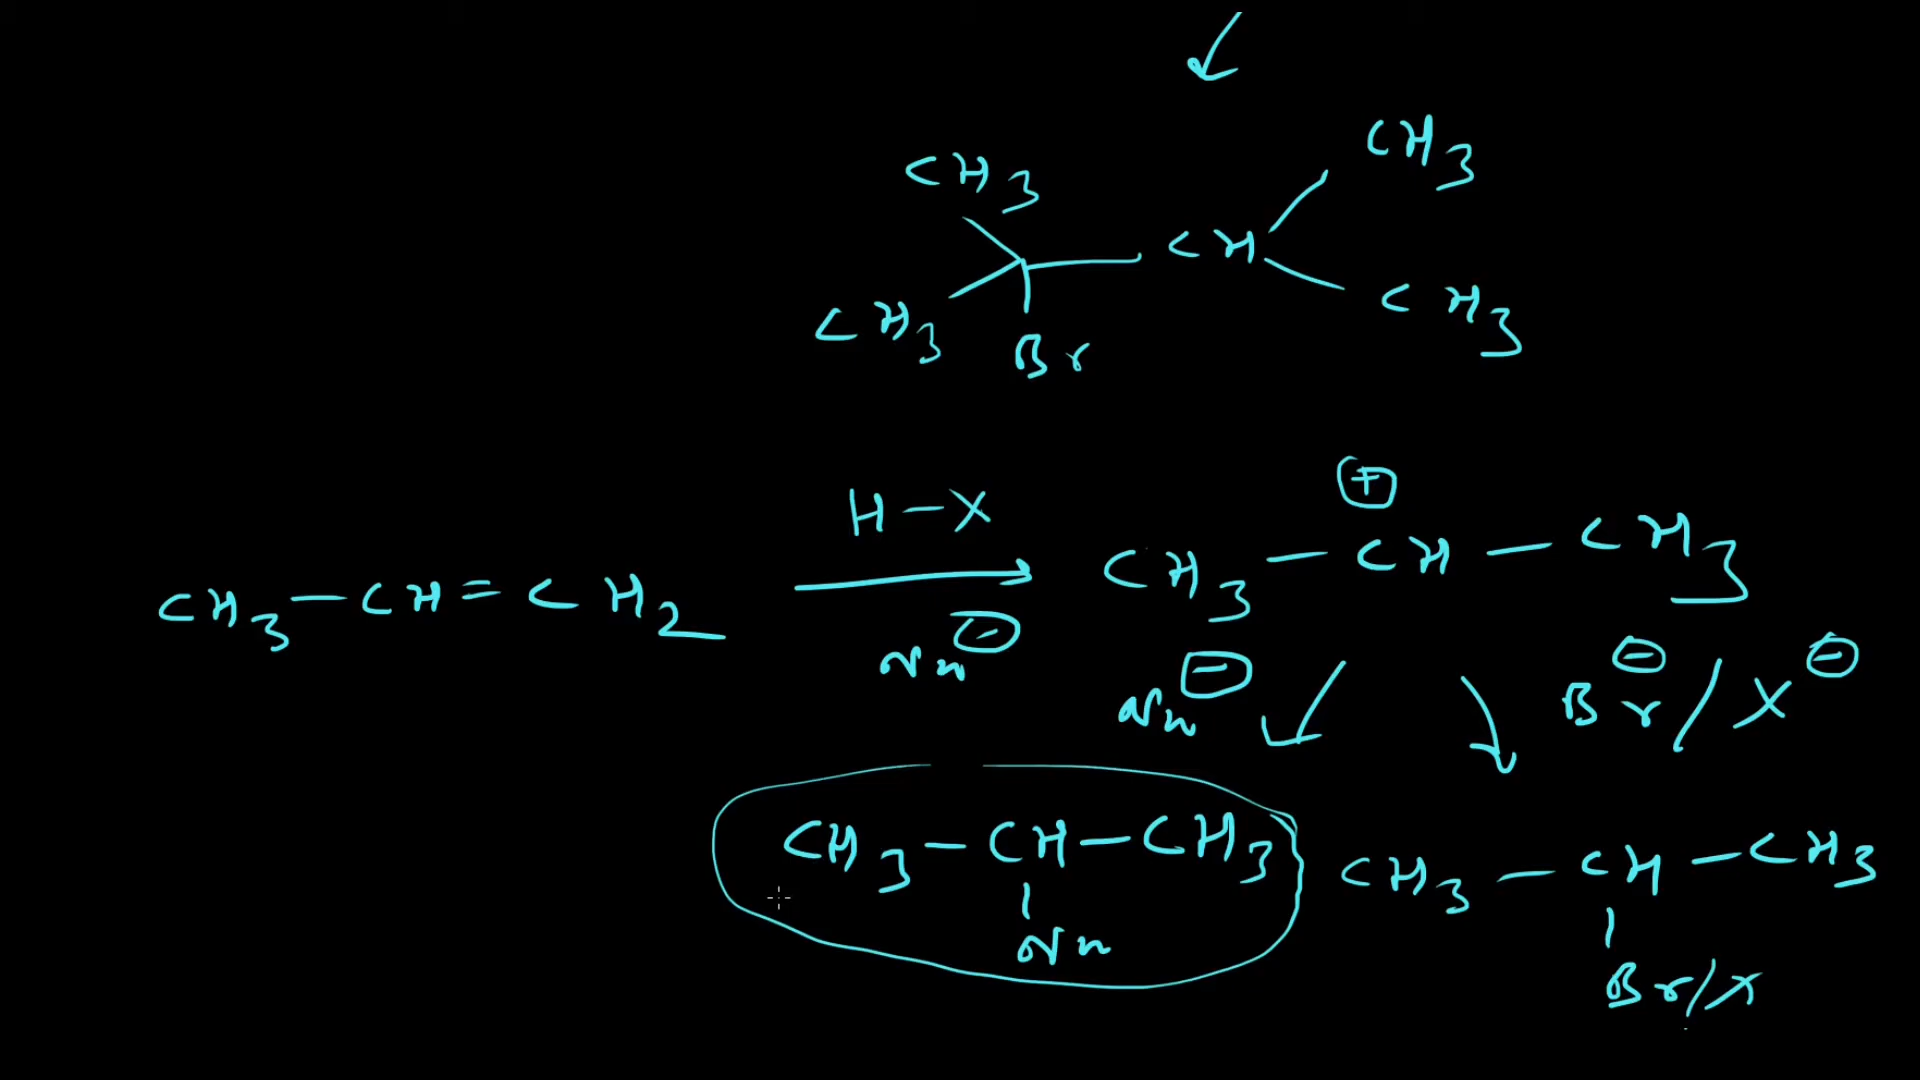 CH3 CH3
CH
CH3 Br CH3
H-X ⊕
CH3-CH=CH2 CH3-CH-CH3
Nu⊖ Nu⊖ Br⊖/X⊖
CH3-CH-CH3 CH3-CH-CH3
Nu Br/X